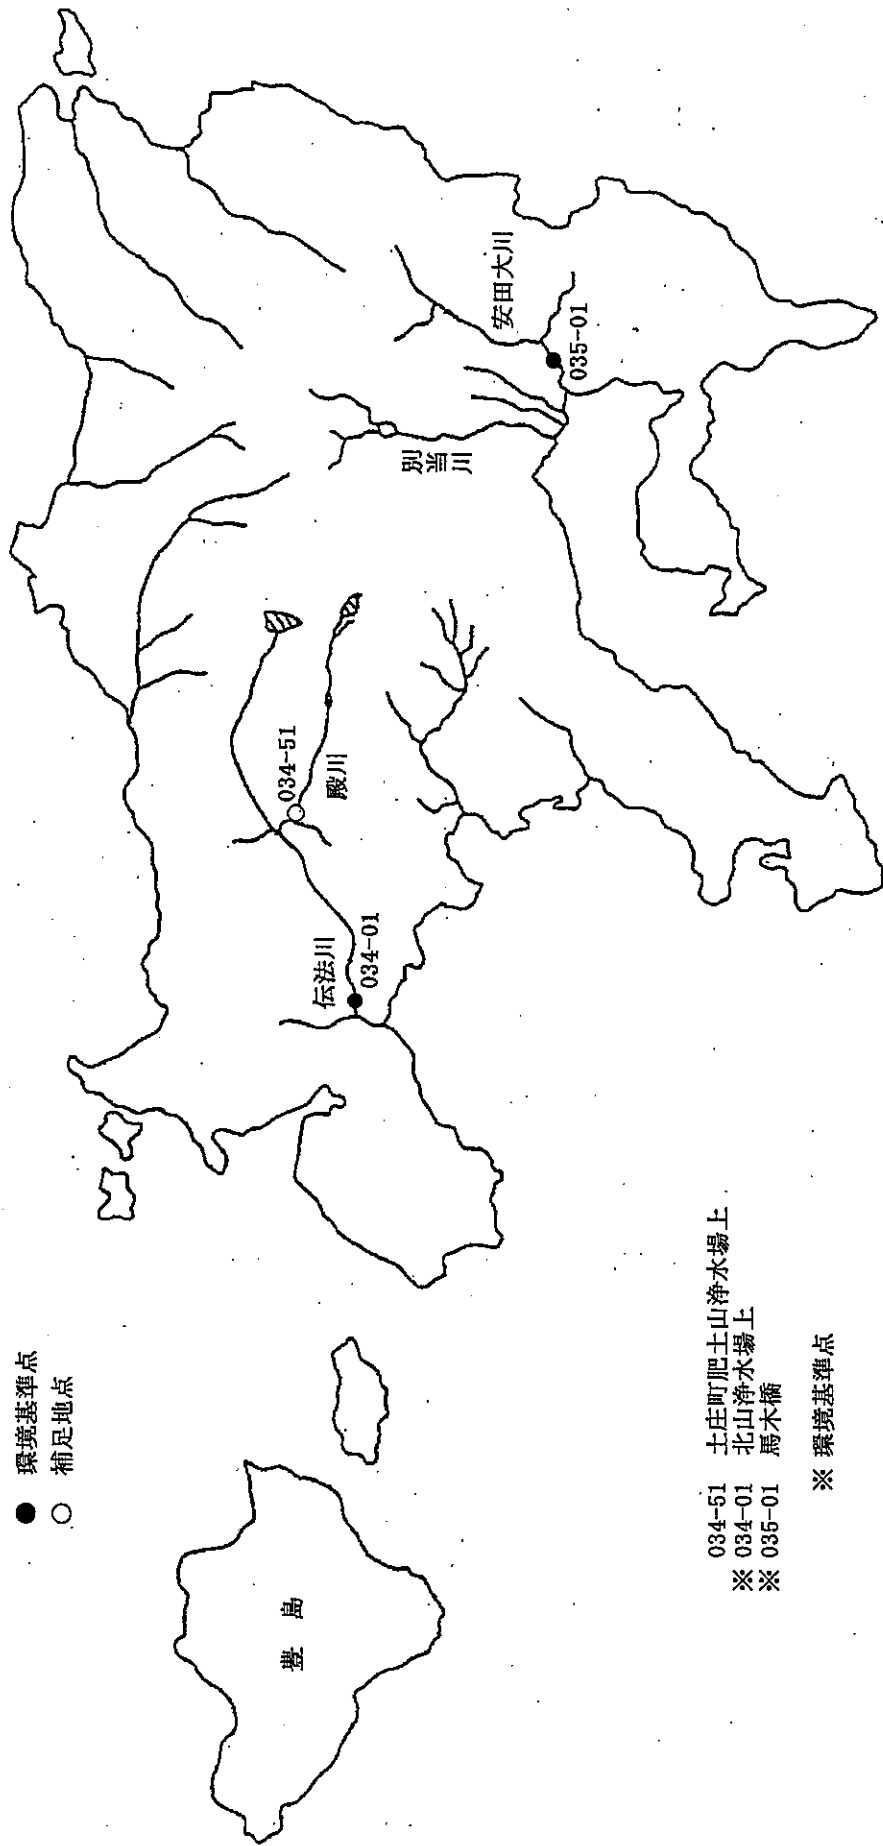 ● 環境基準点
○ 補足地点
豊 島
伝法川
034-01
034-51
殿川
別当川
安田大川
035-01
034-51 土庄町肥土山浄水場上
※ 034-01 北山浄水場上
※ 035-01 馬木橋
※ 環境基準点